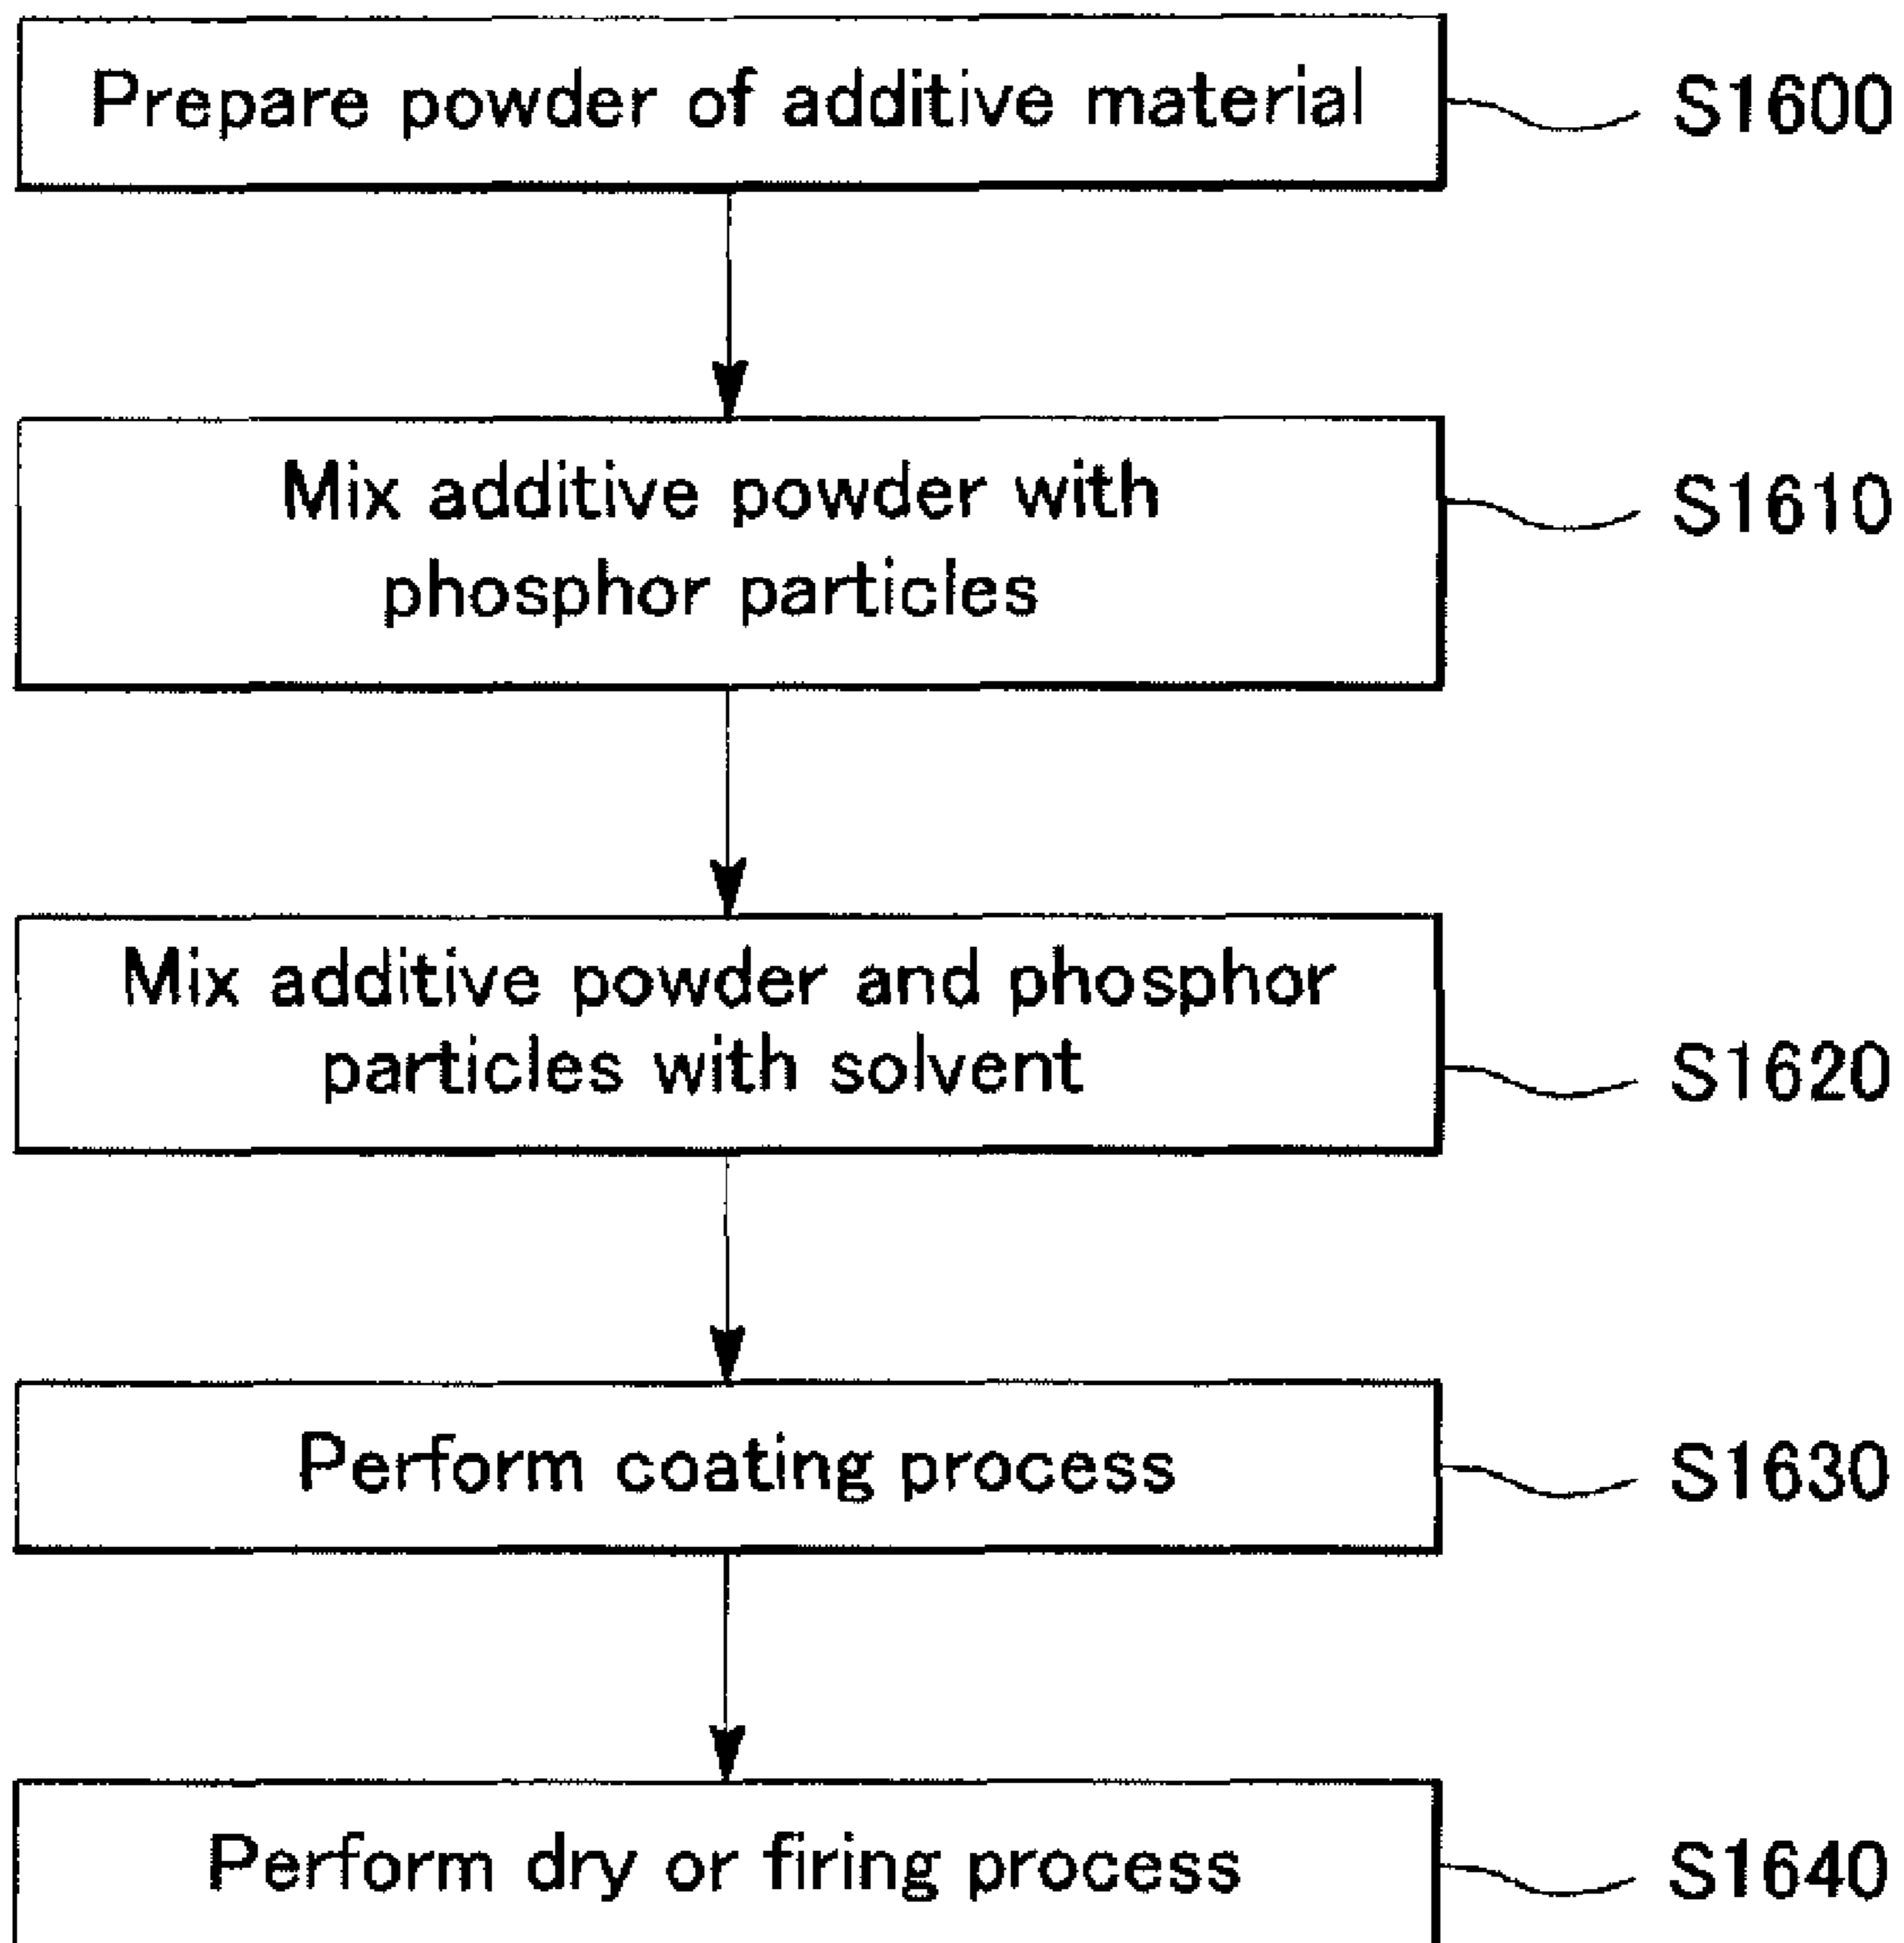 Prepare powder of additive material
S1600
Mix additive powder with
phosphor particles
S1610
Mix additive powder and phosphor
particles with solvent
S1620
Perform coating process
S1630
Perform dry or firing process
S1640